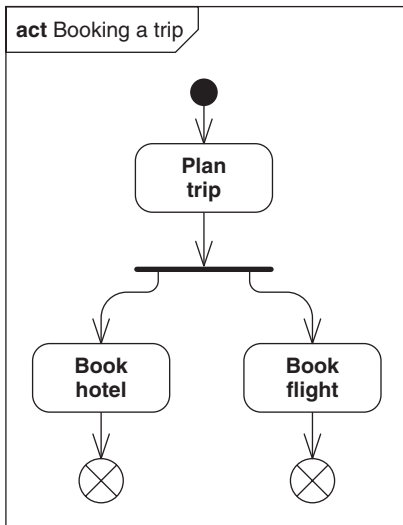 act Booking a trip
Plan
trip
Book
hotel
Book
flight